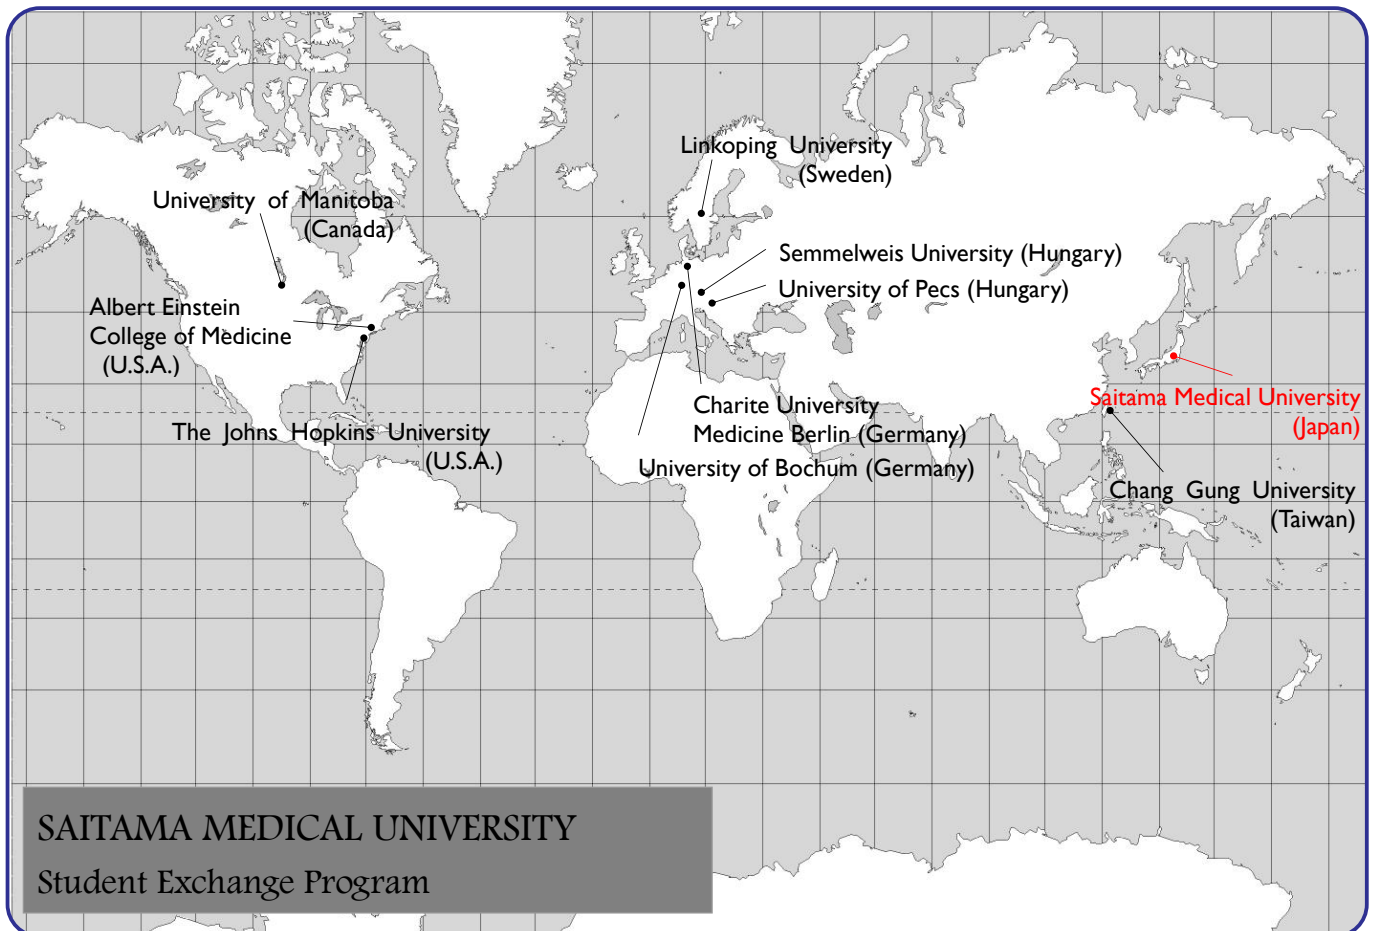 Linkoping University
(Sweden)
University of Manitoba
(Canada)
Semmelweis University (Hungary)
University of Pecs (Hungary)
Albert Einstein
College of Medicine
(U.S.A.)
Saitama Medical University
(Japan)
Charite University
Medicine Berlin (Germany)
The Johns Hopkins University
(U.S.A.)
University of Bochum (Germany)
Chang Gung University
(Taiwan)
SAITAMA MEDICAL UNIVERSITY
Student Exchange Program